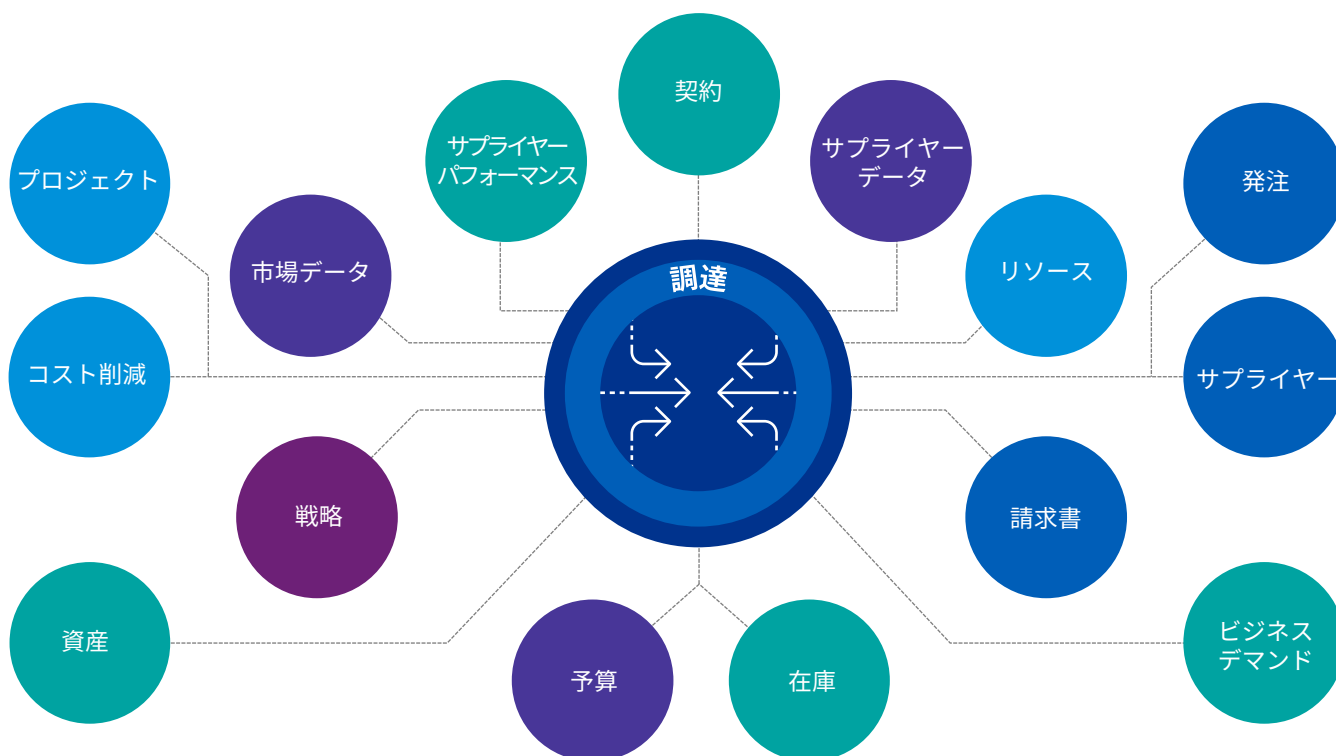 契約
サプライヤー
パフォーマンス
サプライヤー
データ
プロジェクト
発注
市場データ
調達
リソース
コスト削減
サプライヤー
戦略
請求書
資産
ビジネス
デマンド
予算
在庫